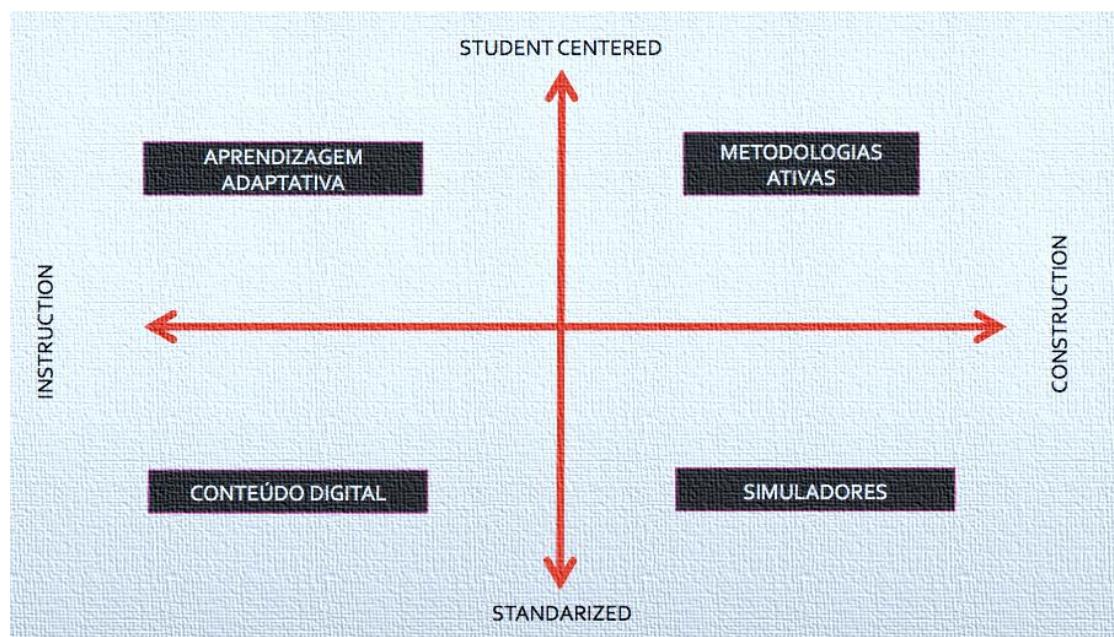 STUDENT CENTERED
APRENDIZAGEM
ADAPTATIVA
METODOLOGIAS
ATIVAS
INSTRUCTION
CONSTRUCTION
CONTEÚDO DIGITAL
SIMULADORES
STANDARIZED